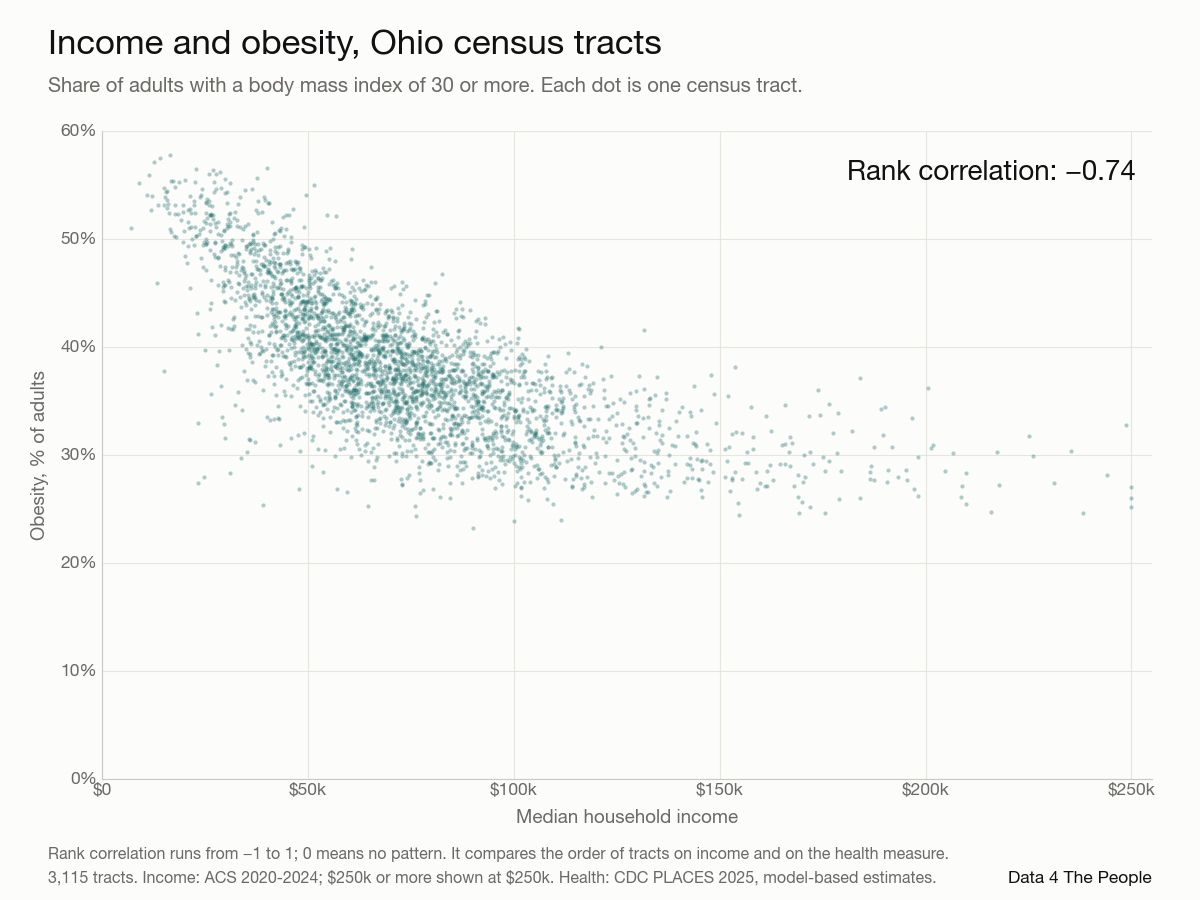 Income and obesity, Ohio census tracts
Share of adults with a body mass index of 30 or more. Each dot is one census tract.
60%
Rank correlation: −0.74
50%
40%
30%
20%
10%
0%
Obesity, % of adults
$0
$50k
$100k
$150k
$200k
$250k
Median household income
Rank correlation runs from −1 to 1; 0 means no pattern. It compares the order of tracts on income and on the health measure.
3,115 tracts. Income: ACS 2020-2024; $250k or more shown at $250k. Health: CDC PLACES 2025, model-based estimates.
Data 4 The People